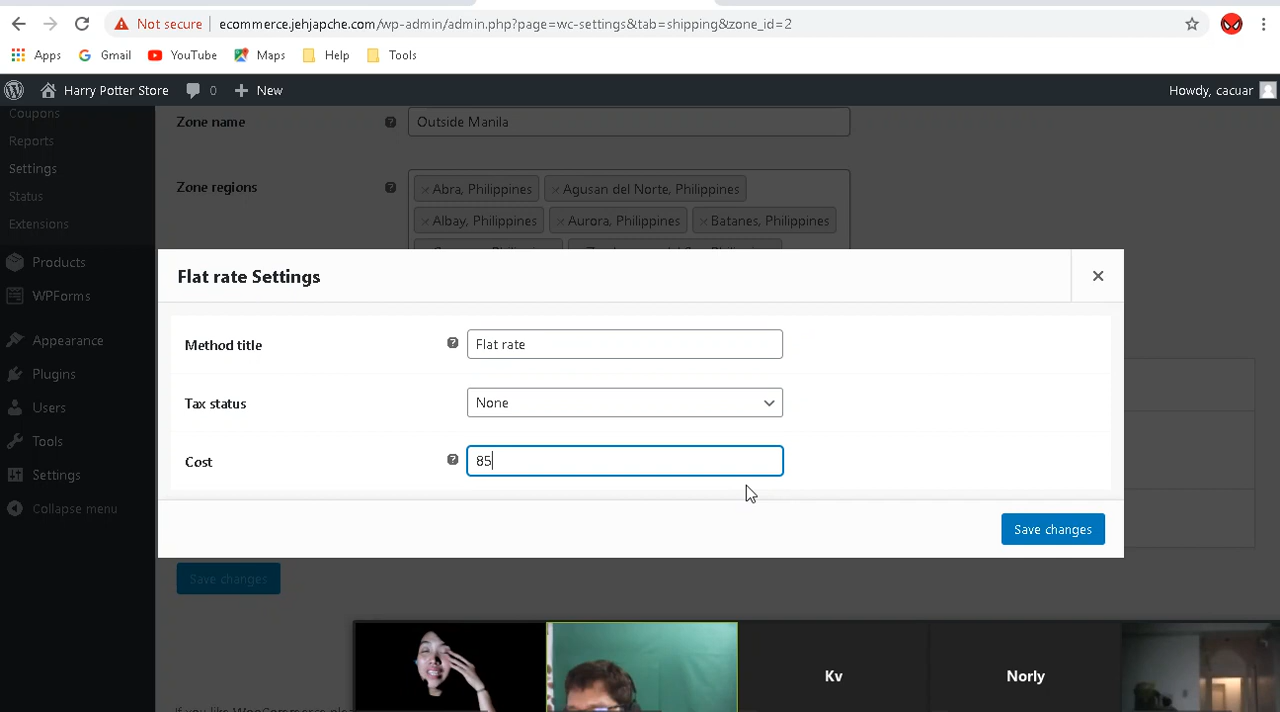 Not secure ecommerce.jehjapche.com/wp-admin/admin.php?page=wc-settings&tab=shipping&zone_id=2
Apps Gmail YouTube Maps Help Tools
Harry Potter Store 0 New Howdy, cacuar
Coupons
Reports
Settings
Status
Extensions
Products
WPForms
Appearance
Plugins
Users
Tools
Settings
Collapse menu
Zone name Outside Manila
Zone regions
× Abra, Philippines × Agusan del Norte, Philippines
× Albay, Philippines × Aurora, Philippines × Batanes, Philippines
Flat rate Settings
Method title Flat rate
Tax status None
Cost 85
Save changes
Save changes
Kv Norly
If you like WooCommerce